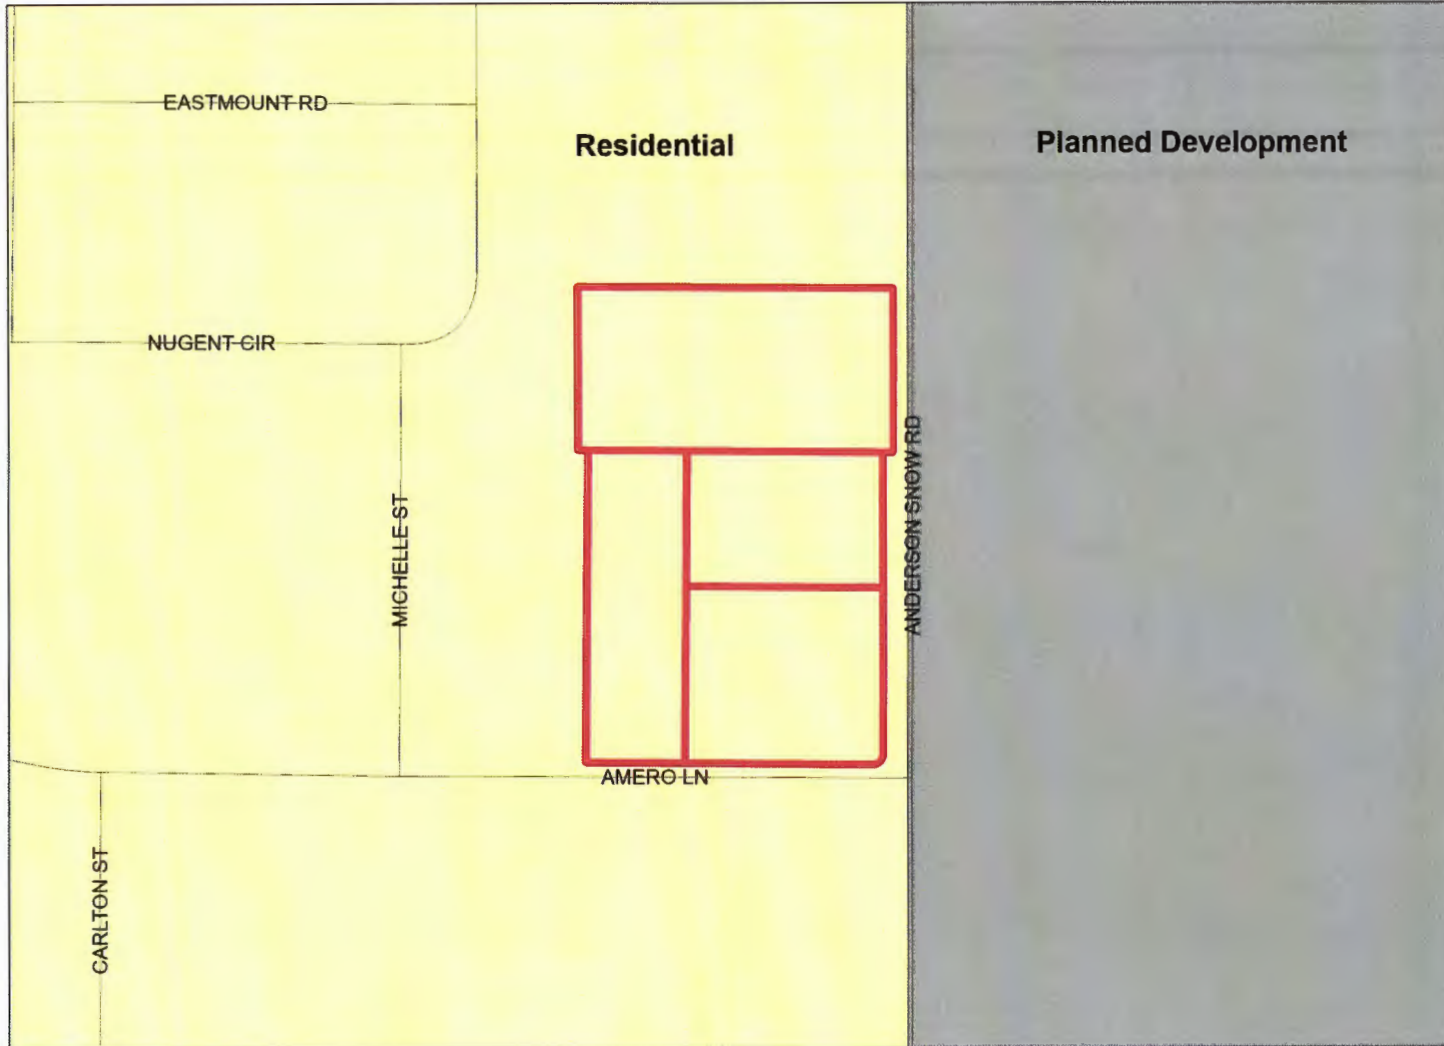 EASTMOUNT RD
Residential
Planned Development
NUGENT CIR
MICHELLE ST
ANDERSON SNOW RD
AMERO LN
CARLTON ST